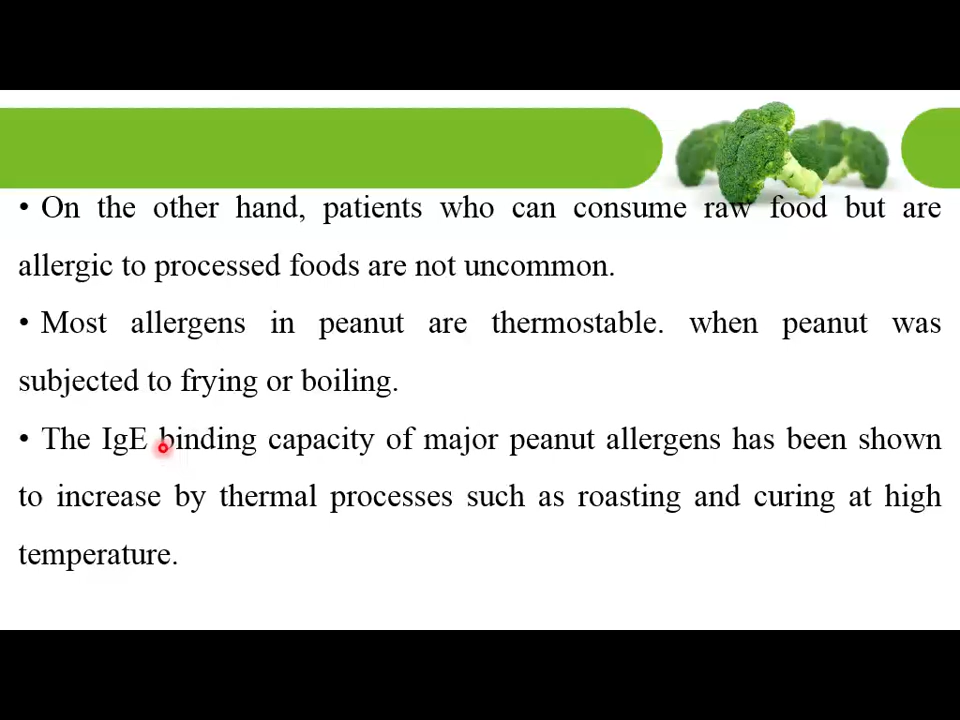 • On the other hand, patients who can consume raw food but are
allergic to processed foods are not uncommon.
• Most allergens in peanut are thermostable. when peanut was
subjected to frying or boiling.
• The IgE binding capacity of major peanut allergens has been shown
to increase by thermal processes such as roasting and curing at high
temperature.